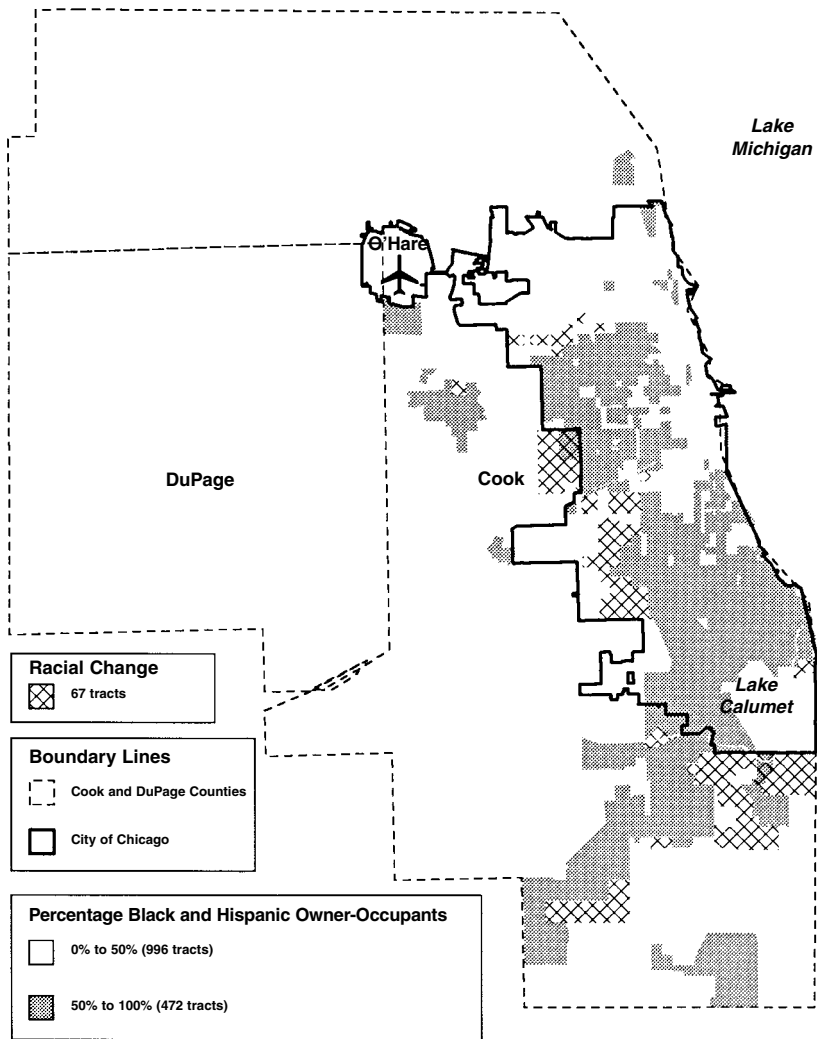 Lake
Michigan
O'Hare
DuPage
Cook
Racial Change
67 tracts
Lake
Calumet
Boundary Lines
Cook and DuPage Counties
City of Chicago
Percentage Black and Hispanic Owner-Occupants
0% to 50% (996 tracts)
50% to 100% (472 tracts)